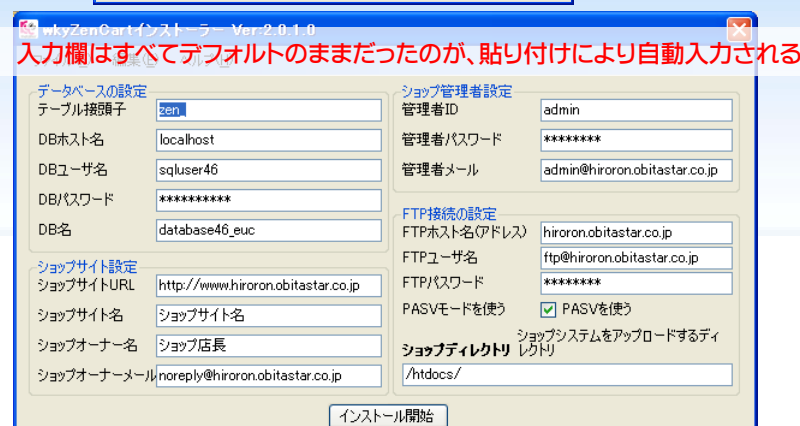 wkyZenCartインストーラー Ver:2.0.1.0
入力欄はすべてデフォルトのままだったのが、貼り付けにより自動入力される
データベースの設定
テーブル接頭子 zen_
DBホスト名 localhost
DBユーザ名 sqluser46
DBパスワード **********
DB名 database46_euc
ショップサイト設定
ショップサイトURL http://www.hiroron.obitastar.co.jp
ショップサイト名 ショップサイト名
ショップオーナー名 ショップ店長
ショップオーナーメール noreply@hiroron.obitastar.co.jp
ショップ管理者設定
管理者ID admin
管理者パスワード ********
管理者メール admin@hiroron.obitastar.co.jp
FTP接続の設定
FTPホスト名(アドレス) hiroron.obitastar.co.jp
FTPユーザ名 ftp@hiroron.obitastar.co.jp
FTPパスワード ********
PASVモードを使う PASVを使う
ショップディレクトリ ショップシステムをアップロードするディレクトリ
/htdocs/
インストール開始